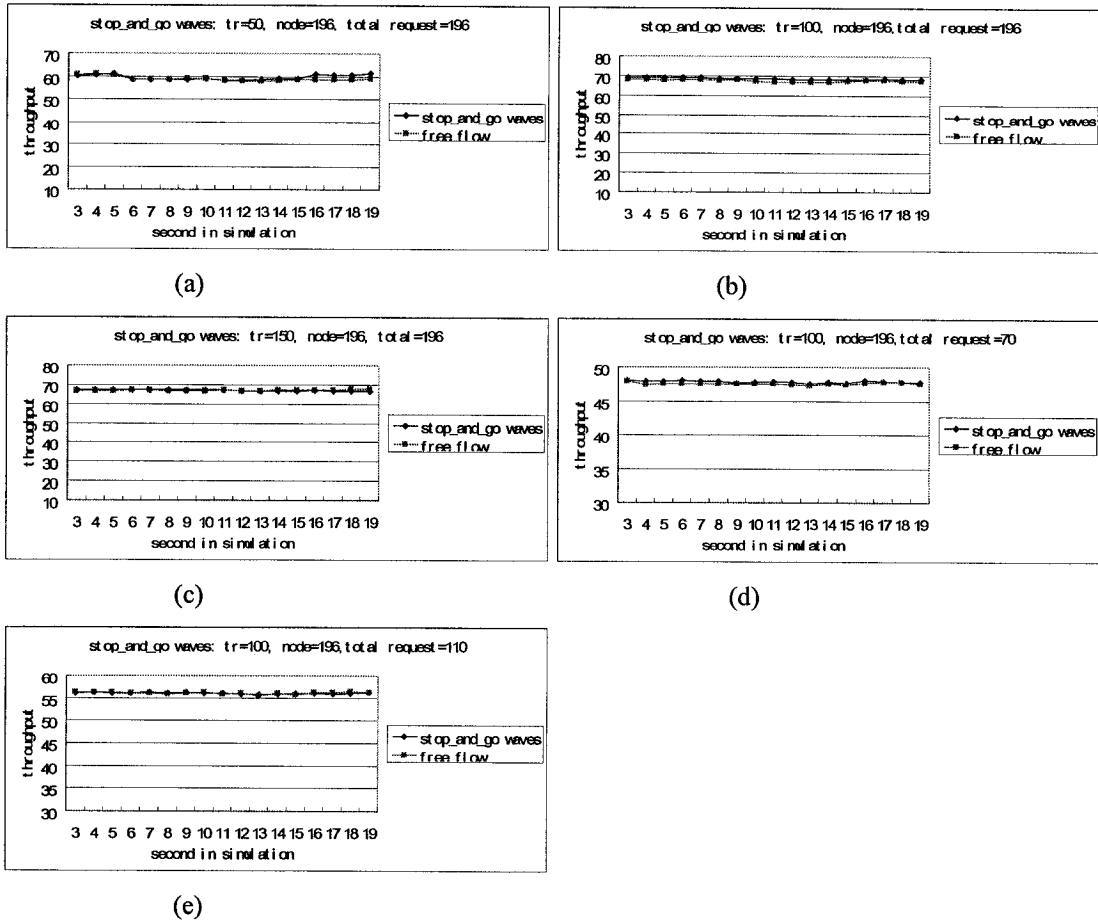 stop_and_go waves: tr=50, node=196, total request=196
70
60
50
40
30
20
10
throughput
3 4 5 6 7 8 9 10 11 12 13 14 15 16 17 18 19
second in simulation
stop_and_go waves
free flow
(a)
stop_and_go waves: tr=100, node=196,total request=196
80
70
60
50
40
30
20
10
throughput
3 4 5 6 7 8 9 10 11 12 13 14 15 16 17 18 19
second in simulation
stop_and_go waves
free flow
(b)
stop_and_go waves: tr=150, node=196, total=196
80
70
60
50
40
30
20
10
throughput
3 4 5 6 7 8 9 10 11 12 13 14 15 16 17 18 19
second in simulation
stop_and_go waves
free flow
(c)
stop_and_go waves: tr=100, node=196,total request=70
50
45
40
35
30
throughput
3 4 5 6 7 8 9 10 11 12 13 14 15 16 17 18 19
second in simulation
stop_and_go waves
free flow
(d)
stop_and_go waves: tr=100, node=196,total request=110
60
55
50
45
40
35
30
throughput
3 4 5 6 7 8 9 10 11 12 13 14 15 16 17 18 19
second in simulation
stop_and_go waves
free flow
(e)